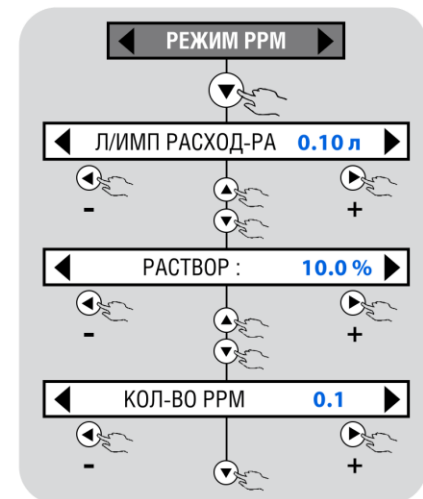 РЕЖИМ PPM
Л/ИМП РАСХОД-РА 0.10 л
- +
РАСТВОР : 10.0 %
- +
КОЛ-ВО PPM 0.1
- +